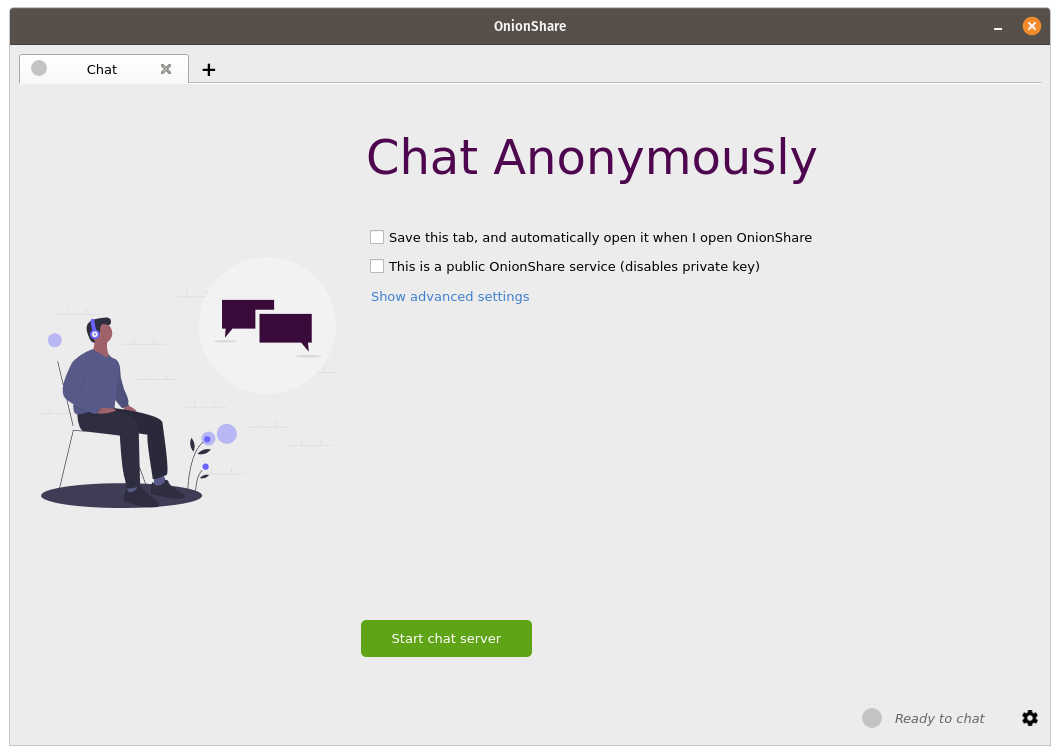 OnionShare
Chat
Chat Anonymously
Save this tab, and automatically open it when I open OnionShare
This is a public OnionShare service (disables private key)
Show advanced settings
Start chat server
Ready to chat